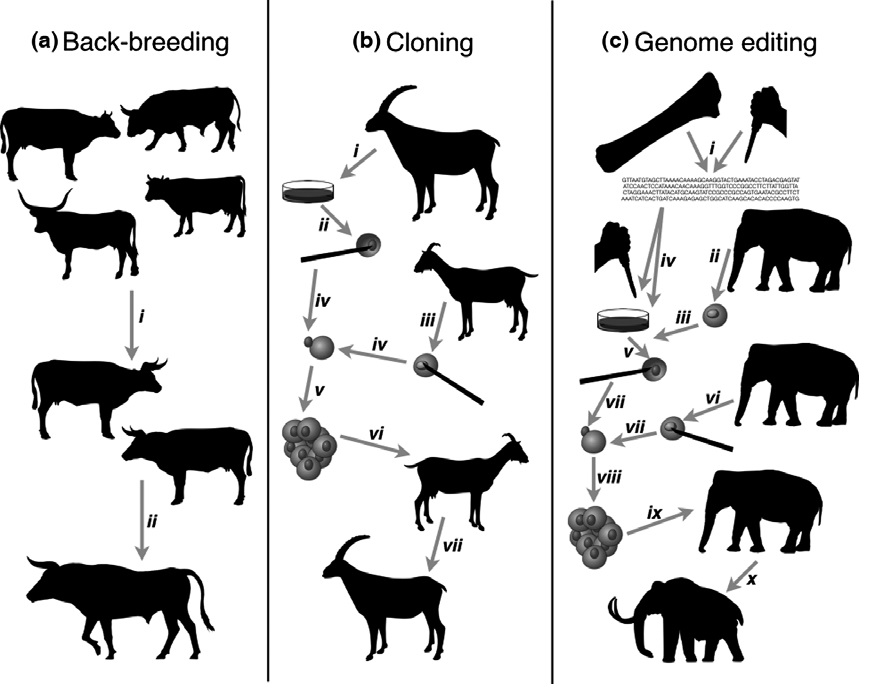 (a) Back-breeding
i
ii
(b) Cloning
i
ii
iii
iv
iv
v
vi
vii
(c) Genome editing
i
GTTAATGTAGCTTAAAACAAAAGCAAGGTACTGAAATACCTAGACGAGTAT
ATCCAACTCCATAAACAACAAAGGTTTGGTCCCGGCCTTCTTATTGGTTA
CTAGGAAACTTATACATGCAAGTATCCGCCCGCCAGTGAATACGCCTTCT
AAATCATCACTGATCAAAGAGAGCTGGCATCAAGCACACACCCCAAGTG
ii
iv
iii
v
vi
vii
vii
viii
ix
x